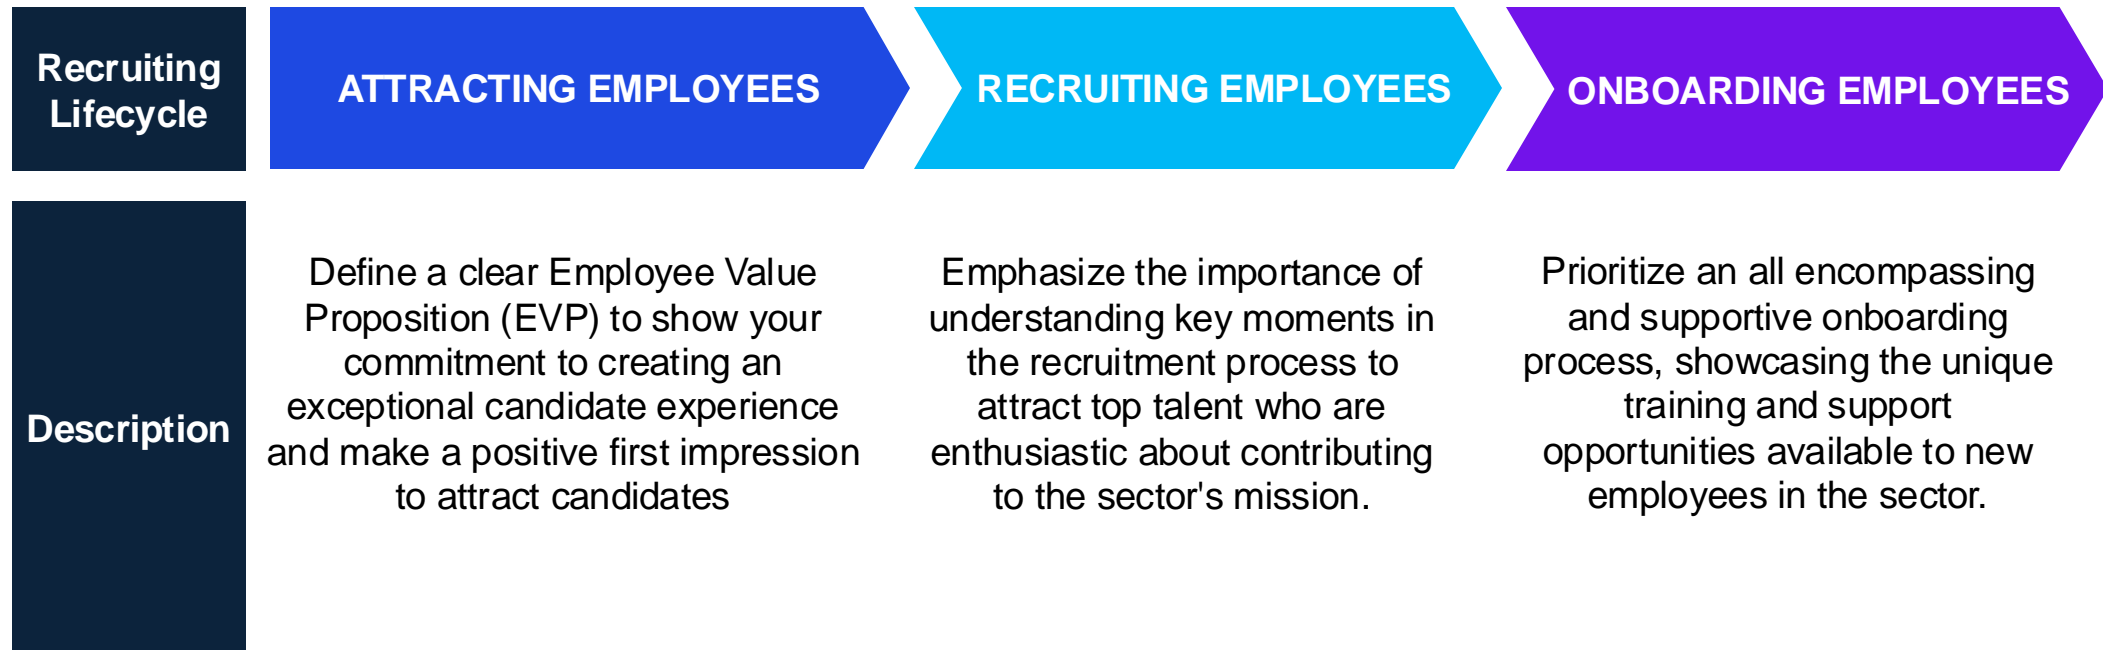 Recruiting
Lifecycle
ATTRACTING EMPLOYEES
RECRUITING EMPLOYEES
ONBOARDING EMPLOYEES
Description
Define a clear Employee Value
Proposition (EVP) to show your
commitment to creating an
exceptional candidate experience
and make a positive first impression
to attract candidates
Emphasize the importance of
understanding key moments in
the recruitment process to
attract top talent who are
enthusiastic about contributing
to the sector's mission.
Prioritize an all encompassing
and supportive onboarding
process, showcasing the unique
training and support
opportunities available to new
employees in the sector.